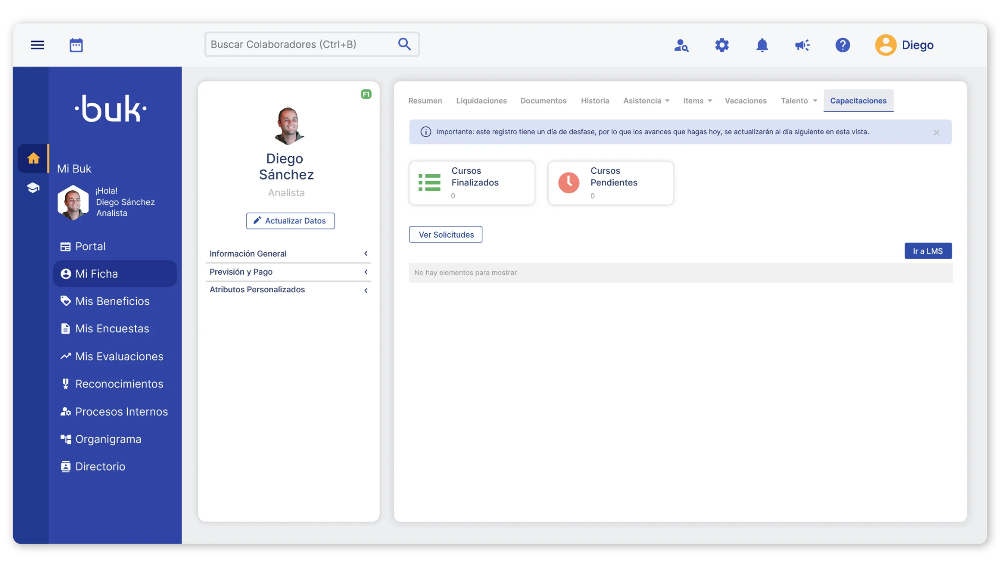 Buscar Colaboradores (Ctrl+B)
Diego
·buk·
Mi Buk
¡Hola!
Diego Sánchez
Analista
Portal
Mi Ficha
Mis Beneficios
Mis Encuestas
Mis Evaluaciones
Reconocimientos
Procesos Internos
Organigrama
Directorio
F1
Diego
Sánchez
Analista
Actualizar Datos
Información General
Previsión y Pago
Atributos Personalizados
Resumen Liquidaciones Documentos Historia Asistencia Items Vacaciones Talento Capacitaciones
Importante: este registro tiene un día de desfase, por lo que los avances que hagas hoy, se actualizarán al día siguiente en esta vista.
Cursos
Finalizados
0
Cursos
Pendientes
0
Ver Solicitudes
Ir a LMS
No hay elementos para mostrar